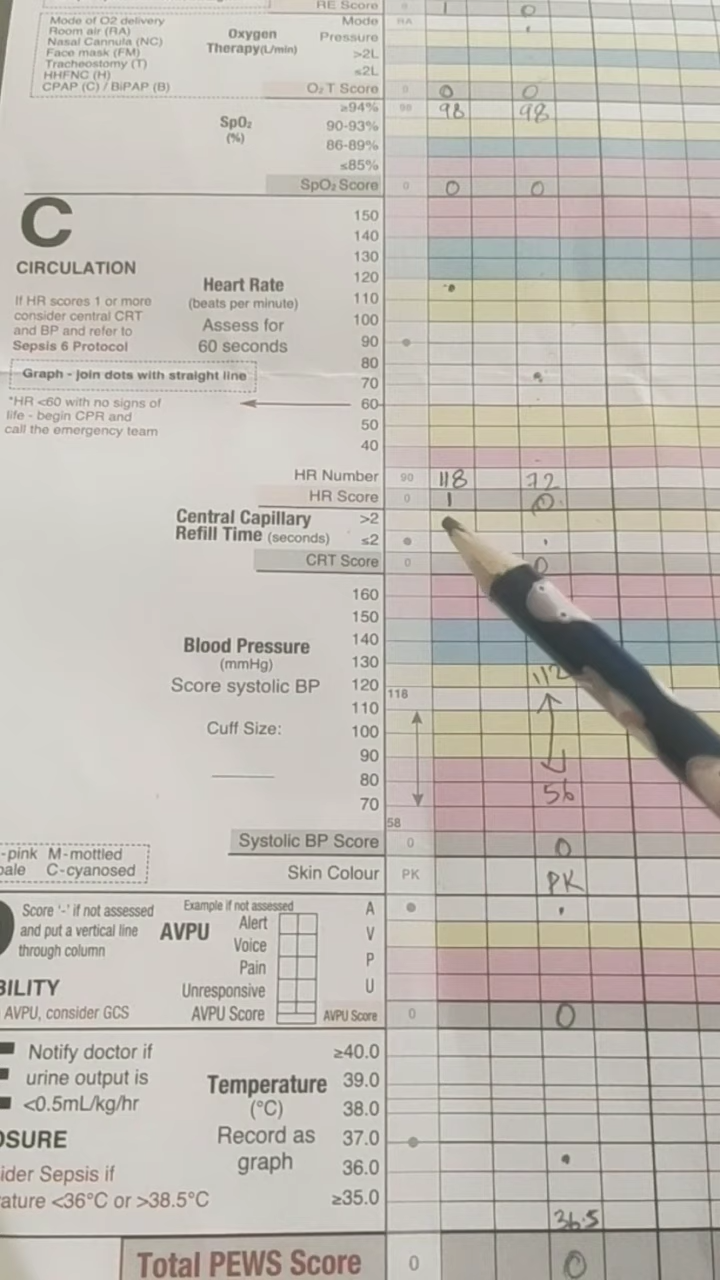 RE Score 0 1 0
Mode of O2 delivery
Room air (RA)
Nasal Cannula (NC)
Face mask (FM)
Tracheostomy (T)
HHFNC (H)
CPAP (C) / BiPAP (B)
Oxygen
Therapy(L/min)
Mode RA
Pressure
>2L
≤2L
O₂T Score 0 0 0
SpO₂
(%)
≥94% 98 98 98
90-93%
86-89%
≤85%
SpO₂ Score 0 0 0
C
CIRCULATION
If HR scores 1 or more
consider central CRT
and BP and refer to
Sepsis 6 Protocol
Heart Rate
(beats per minute)
Assess for
60 seconds
150
140
130
120
110
100
90
80
70
60
50
40
Graph - join dots with straight line
*HR <60 with no signs of
life - begin CPR and
call the emergency team
HR Number 90 118 72
HR Score 0 1 0
Central Capillary
Refill Time (seconds)
>2
≤2
CRT Score 0 0
Blood Pressure
(mmHg)
Score systolic BP
Cuff Size:
160
150
140
130
120
110
100
90
80
70
118
58
112
56
Systolic BP Score 0 0
-pink M-mottled
pale C-cyanosed
Skin Colour PK PK
Score '-' if not assessed
and put a vertical line
through column
BILITY
AVPU, consider GCS
AVPU
Example if not assessed
Alert
Voice
Pain
Unresponsive
AVPU Score
A
V
P
U
AVPU Score 0 0
E
Notify doctor if
urine output is
<0.5mL/kg/hr
OSURE
ider Sepsis if
rature <36°C or >38.5°C
Temperature
(°C)
Record as
graph
≥40.0
39.0
38.0
37.0
36.0
≥35.0
36.5
Total PEWS Score 0 0